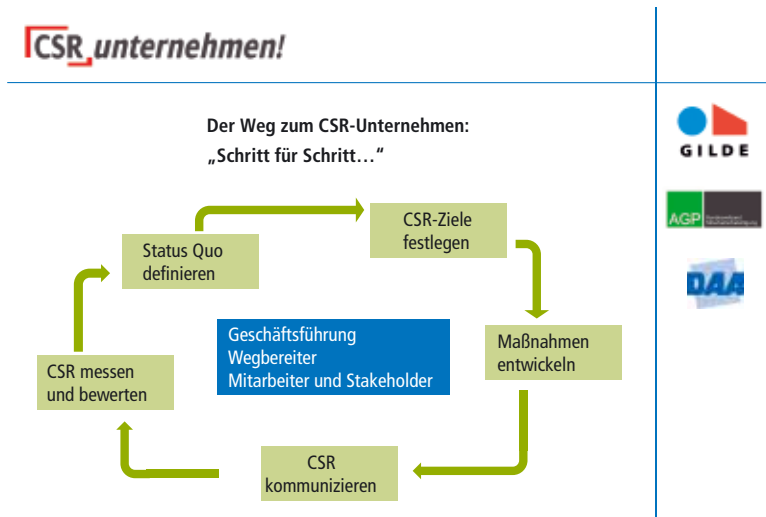 CSR unternehmen!
Der Weg zum CSR-Unternehmen:
„Schritt für Schritt…“
CSR-Ziele
festlegen
Status Quo
definieren
Geschäftsführung
Wegbereiter
Mitarbeiter und Stakeholder
Maßnahmen
entwickeln
CSR messen
und bewerten
CSR
kommunizieren
GILDE
AGP
DAA